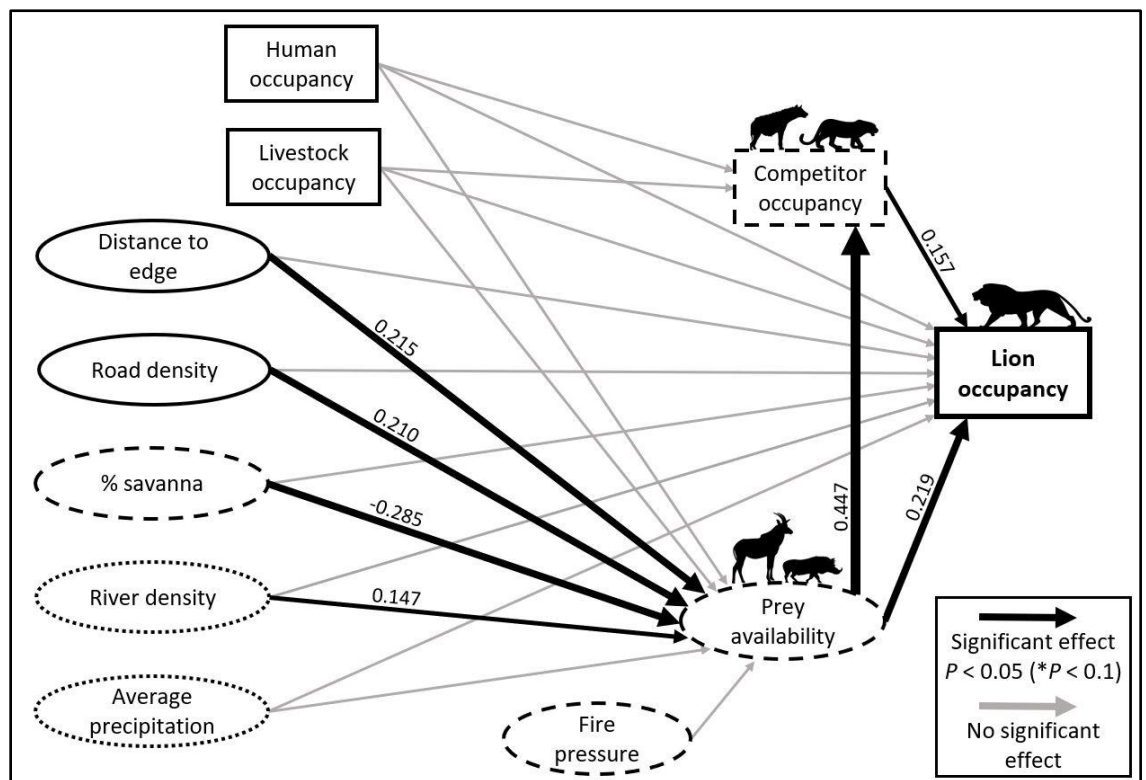 Human
occupancy
Livestock
occupancy
Competitor
occupancy
Distance to
edge
0.157
0.215
Road density
Lion
occupancy
0.210
% savanna
-0.285
0.447
0.219
River density
0.147
Prey
availability
Average
precipitation
Fire
pressure
Significant effect
P < 0.05 (*P < 0.1)
No significant
effect